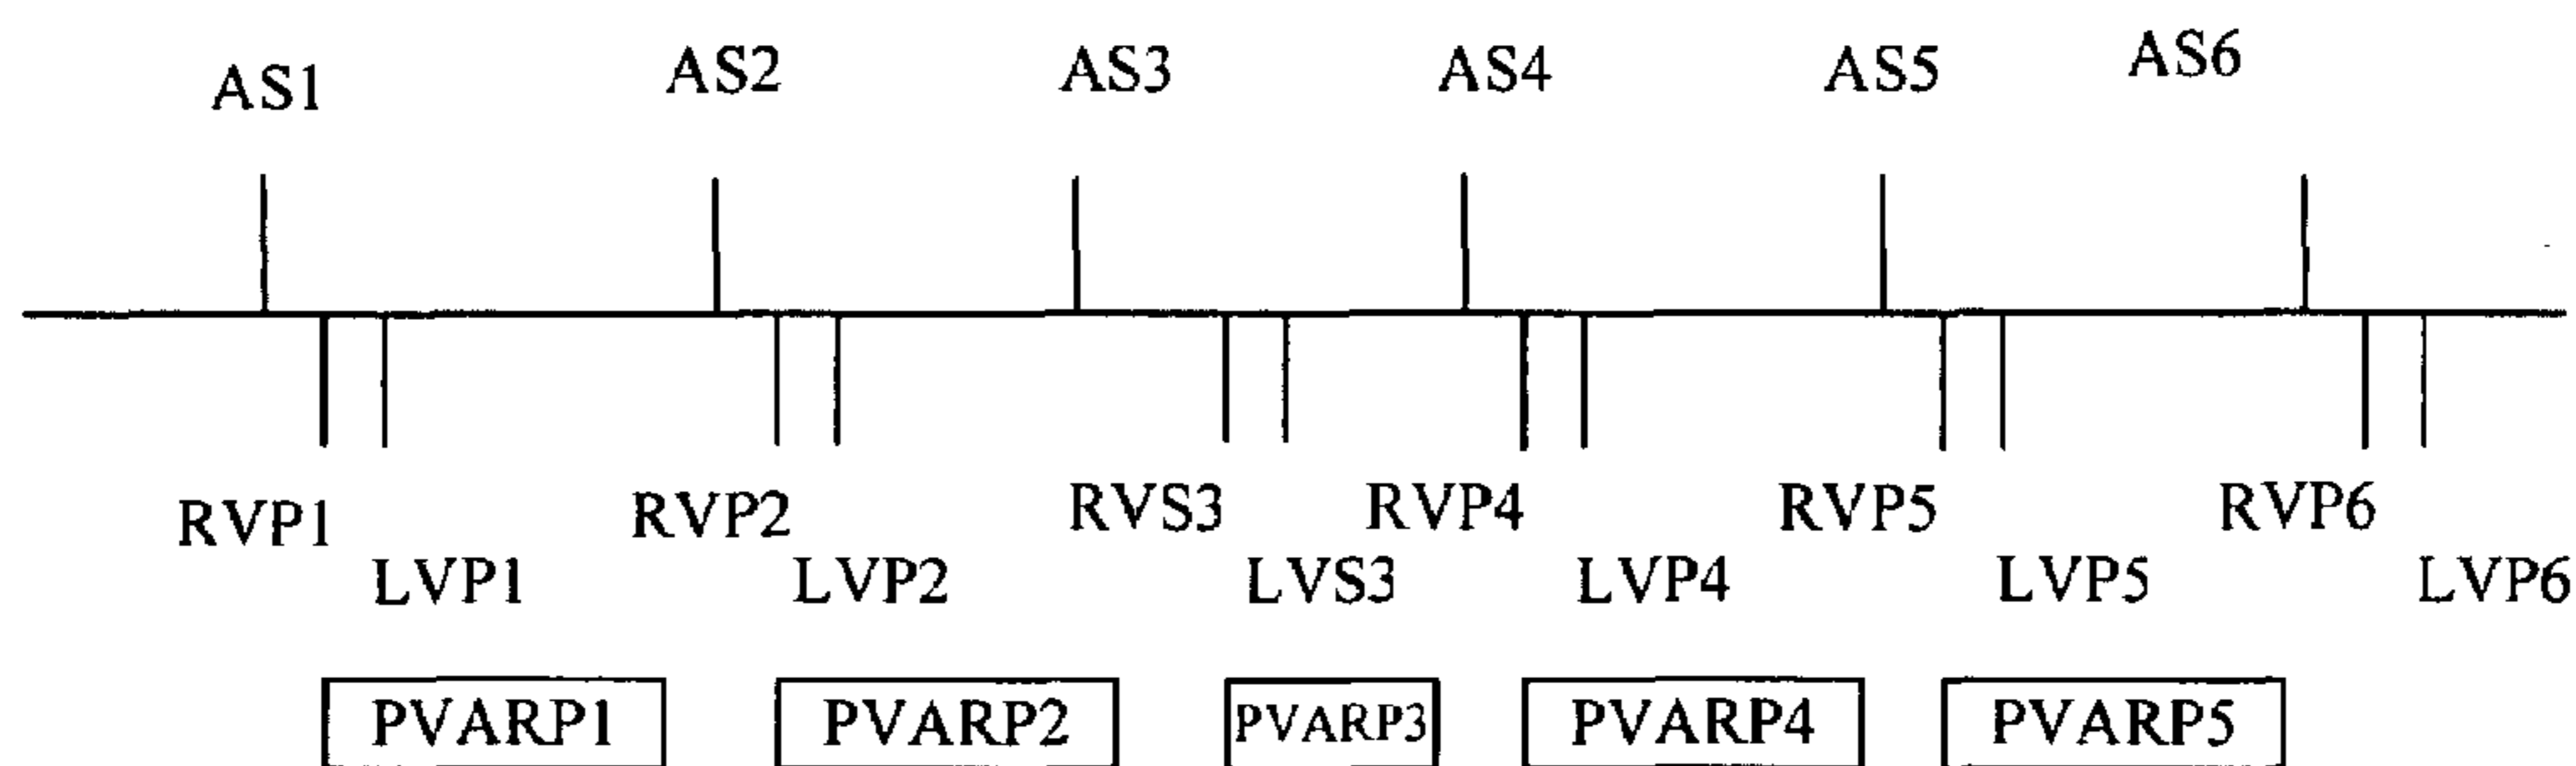 AS1 AS2 AS3 AS4 AS5 AS6
RVP1 RVP2 RVS3 RVP4 RVP5 RVP6
LVP1 LVP2 LVS3 LVP4 LVP5 LVP6
PVARP1 PVARP2 PVARP3 PVARP4 PVARP5